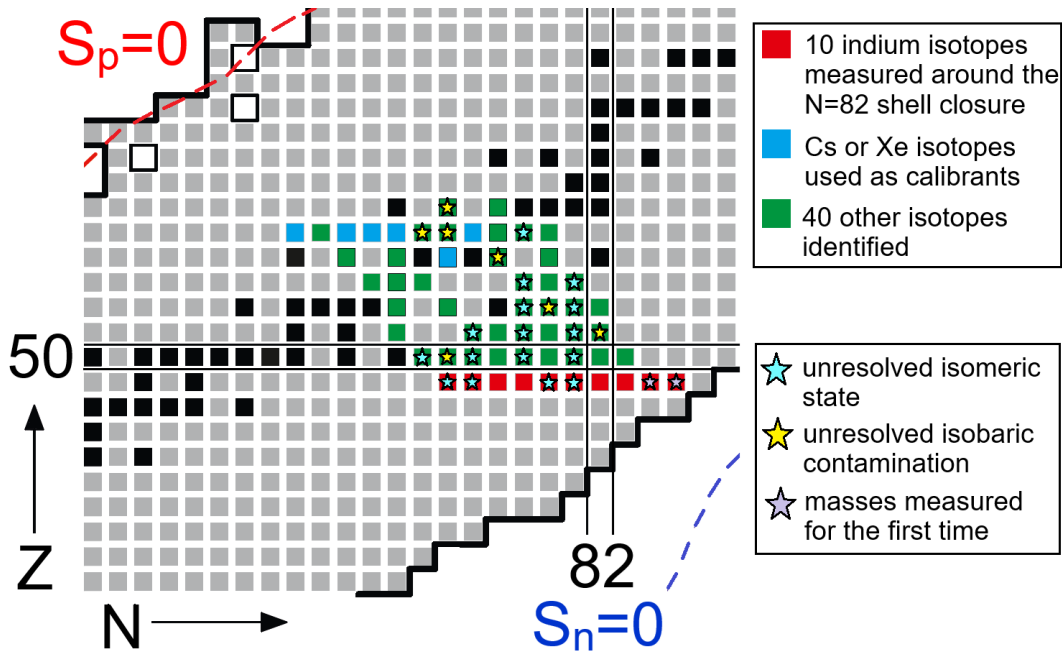 Sp=0
10 indium isotopes
measured around the
N=82 shell closure
Cs or Xe isotopes
used as calibrants
40 other isotopes
identified
50
unresolved isomeric
state
unresolved isobaric
contamination
masses measured
for the first time
Z
82
N
Sn=0